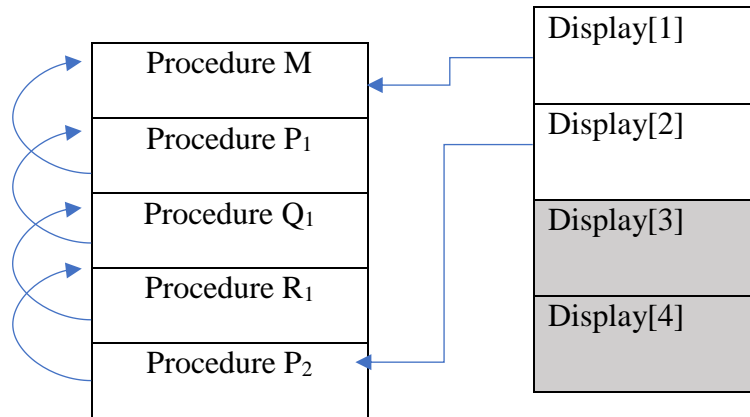 Procedure M
Procedure P₁
Procedure Q₁
Procedure R₁
Procedure P₂
Display[1]
Display[2]
Display[3]
Display[4]